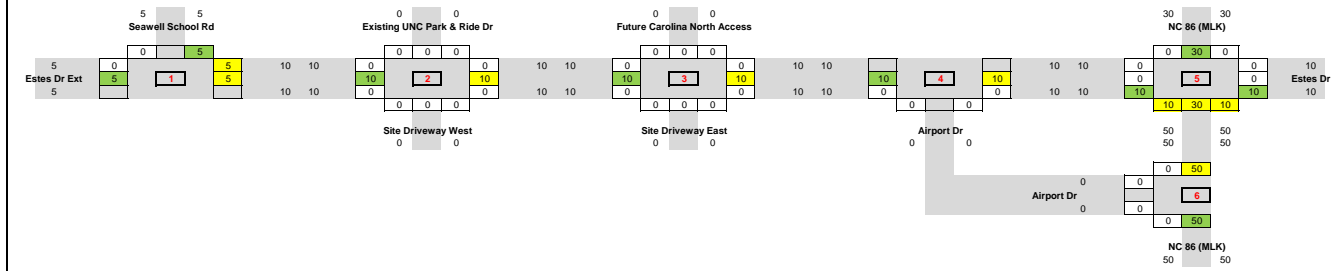 5 5 0 0 0 0 30 30
Seawell School Rd Existing UNC Park & Ride Dr Future Carolina North Access NC 86 (MLK)
0 5 0 0 0 0 0 0 0 30 0
5 0 5 10 10 0 0 10 10 0 0 10 10 10 10 0 0 10
Estes Dr Ext 5 1 5 10 2 10 10 3 10 10 4 10 0 5 0 Estes Dr
5 10 10 0 0 10 10 0 0 10 10 0 0 10 10 10 10 10
0 0 0 0 0 0 0 0 10 30 10
Site Driveway West Site Driveway East Airport Dr 50 50
0 0 0 0 0 0 50 50
0 50
0 0
Airport Dr 6
0 0
0 50
NC 86 (MLK)
50 50